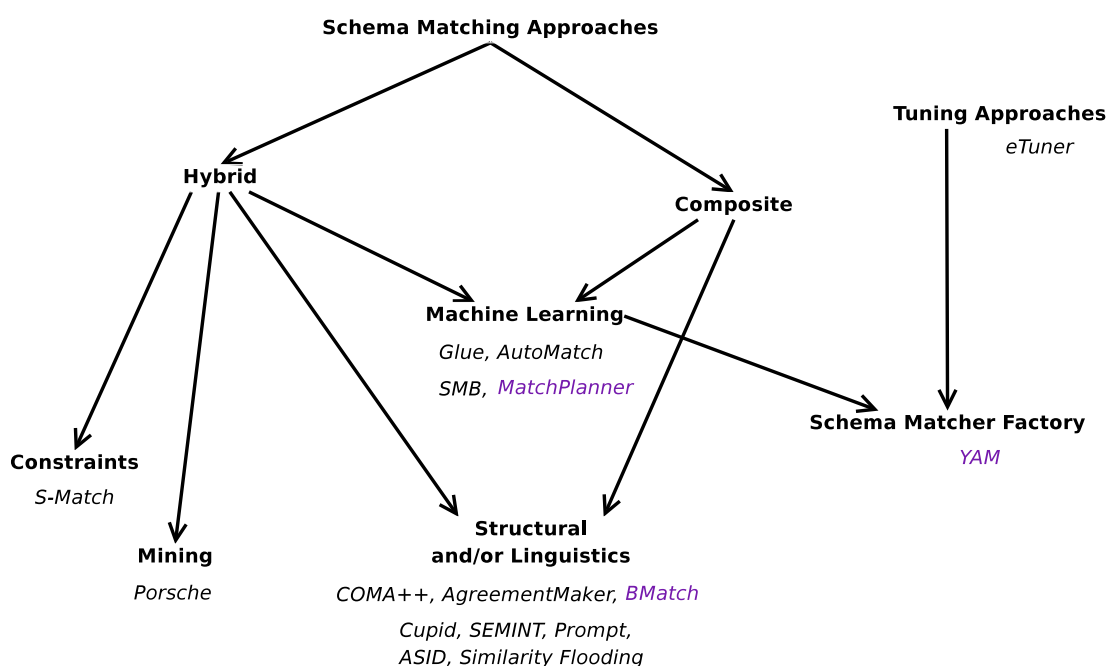 Schema Matching Approaches
Tuning Approaches
eTuner
Hybrid
Composite
Machine Learning
Glue, AutoMatch
SMB, MatchPlanner
Schema Matcher Factory
YAM
Constraints
S-Match
Mining
Porsche
Structural
and/or Linguistics
COMA++, AgreementMaker, BMatch
Cupid, SEMINT, Prompt,
ASID, Similarity Flooding